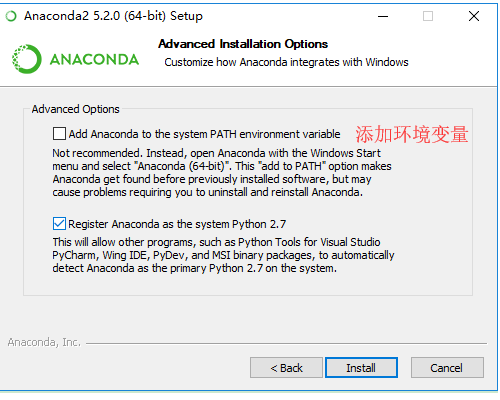 Anaconda2 5.2.0 (64-bit) Setup
ANACONDA
Advanced Installation Options
Customize how Anaconda integrates with Windows
Advanced Options
Add Anaconda to the system PATH environment variable 添加环境变量
Not recommended. Instead, open Anaconda with the Windows Start
menu and select "Anaconda (64-bit)". This "add to PATH" option makes
Anaconda get found before previously installed software, but may
cause problems requiring you to uninstall and reinstall Anaconda.
Register Anaconda as the system Python 2.7
This will allow other programs, such as Python Tools for Visual Studio
PyCharm, Wing IDE, PyDev, and MSI binary packages, to automatically
detect Anaconda as the primary Python 2.7 on the system.
Anaconda, Inc.
< Back Install Cancel